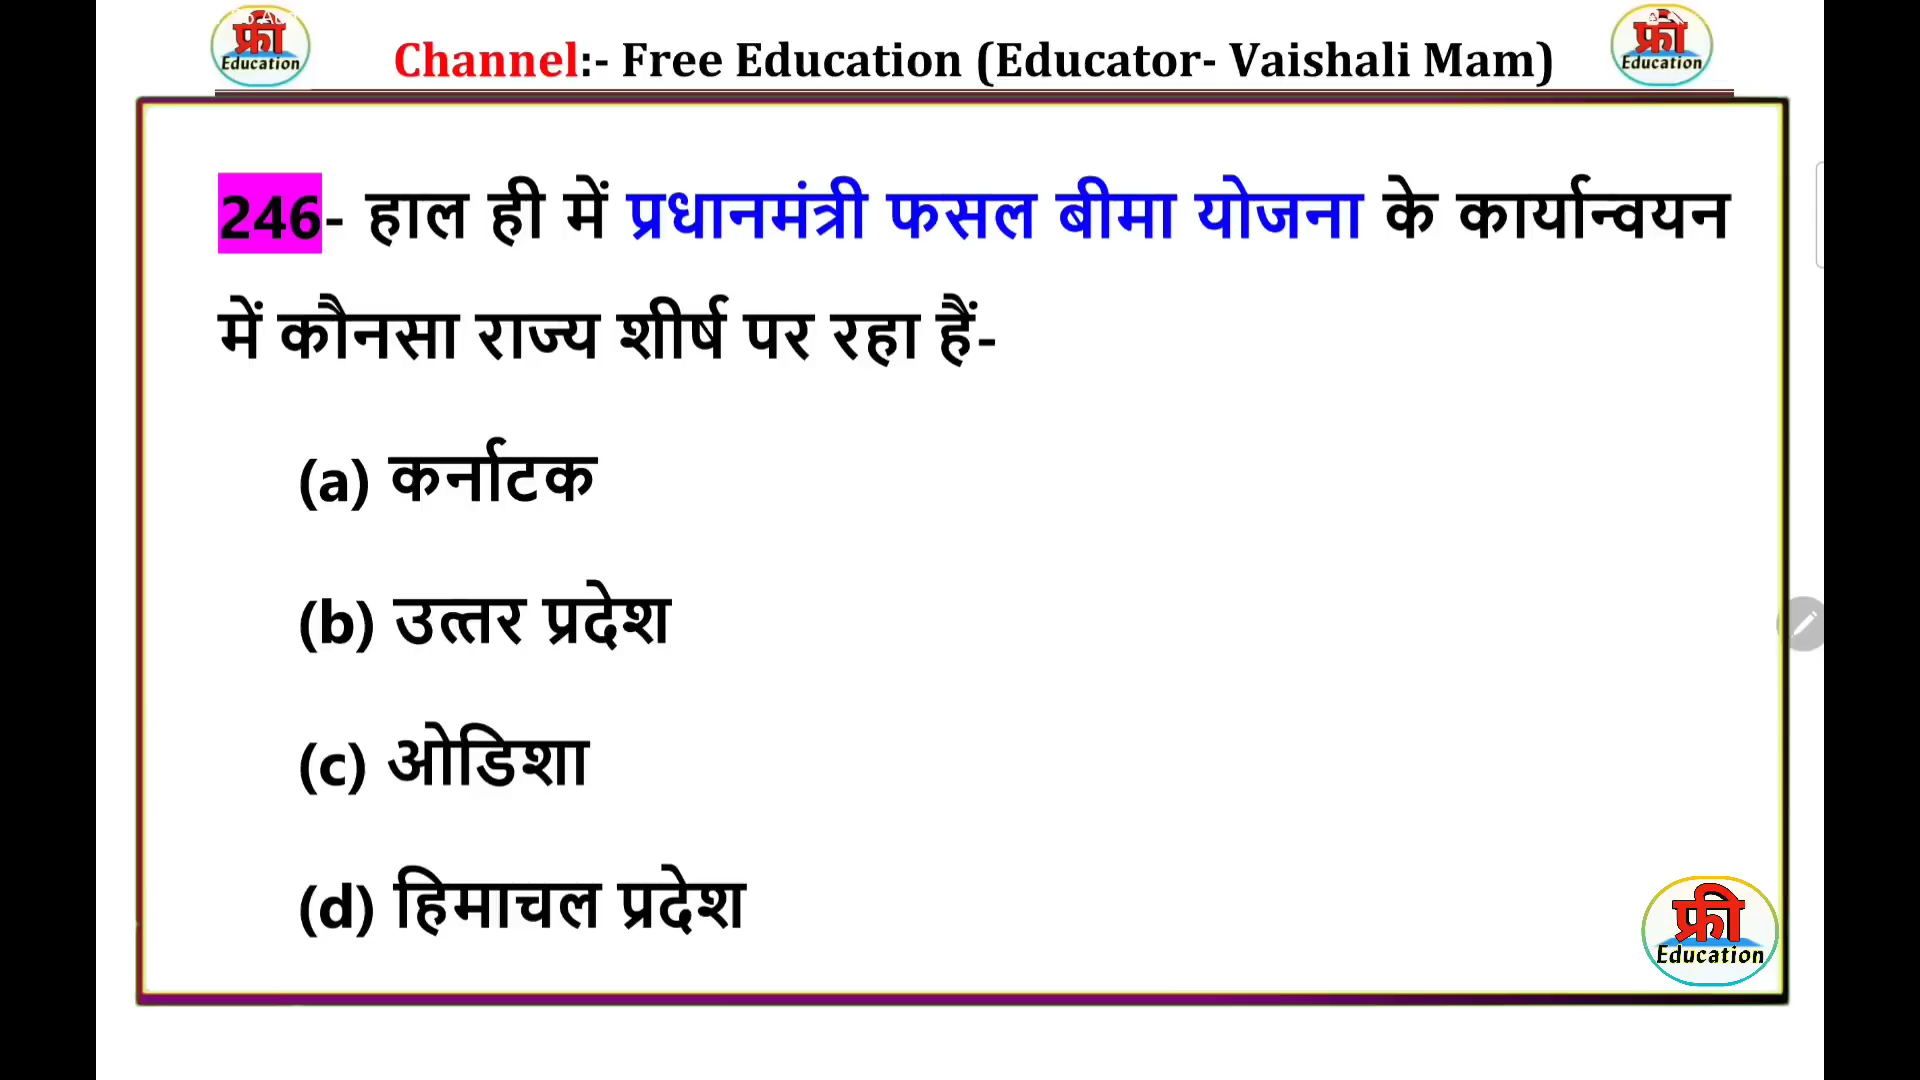 फ्री
Education
Channel:- Free Education (Educator- Vaishali Mam)
फ्री
Education
246- हाल ही में प्रधानमंत्री फसल बीमा योजना के कार्यान्वयन
में कौनसा राज्य शीर्ष पर रहा हैं-
(a) कर्नाटक
(b) उत्तर प्रदेश
(c) ओडिशा
(d) हिमाचल प्रदेश
फ्री
Education